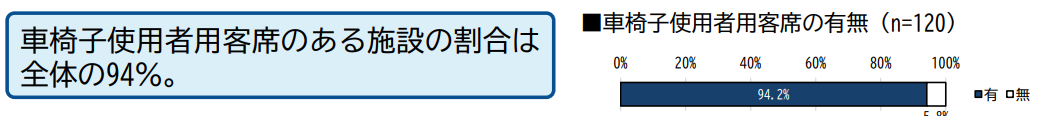 車椅子使用者用客席のある施設の割合は
全体の94%。
■車椅子使用者用客席の有無（n=120）
0% 20% 40% 60% 80% 100%
94.2%
■有 □無
5.8%